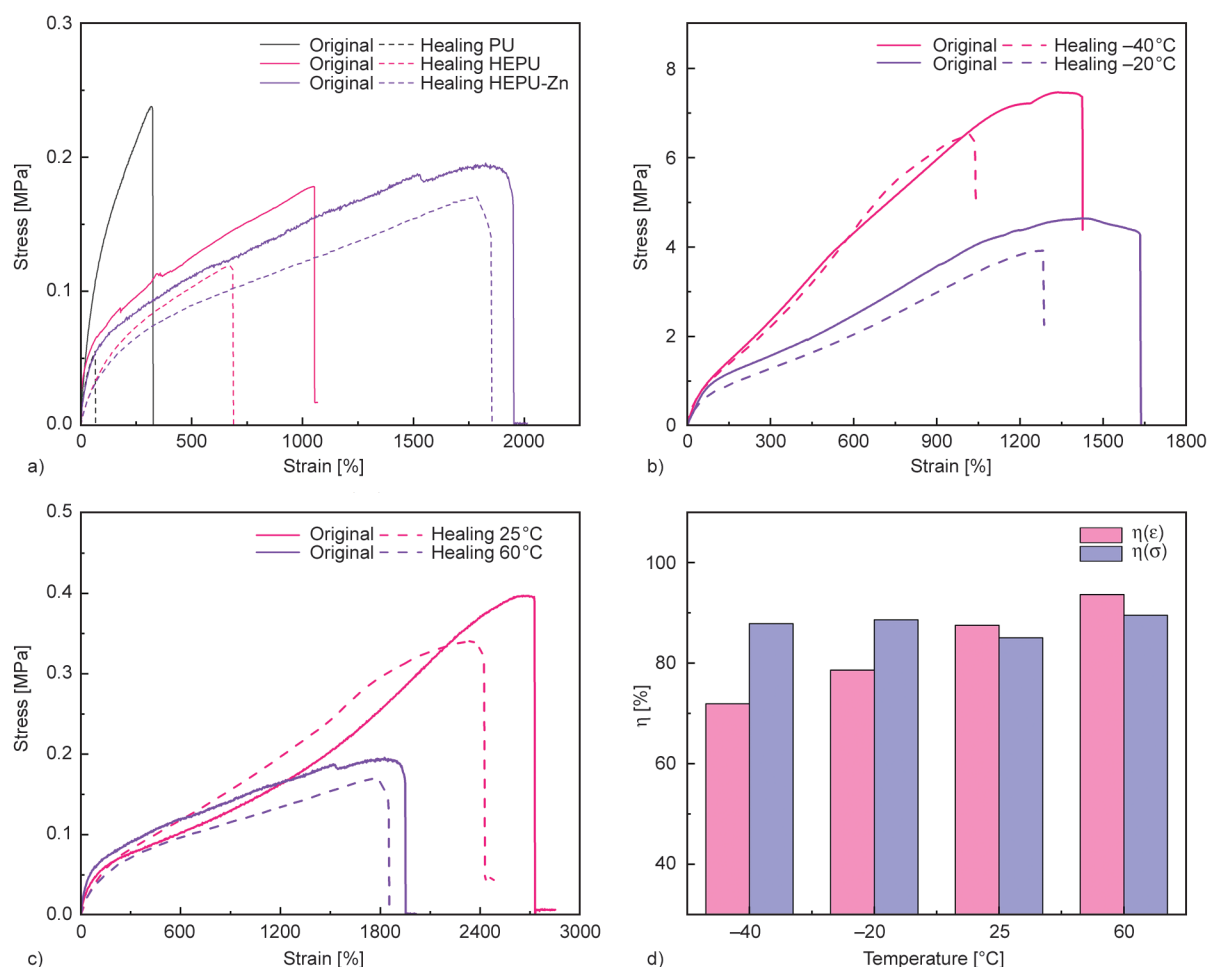 0.3
0.2
0.1
0.0
Stress [MPa]
Original Healing PU
Original Healing HEPU
Original Healing HEPU-Zn
0 500 1000 1500 2000
a) Strain [%]
8
6
4
2
0
Stress [MPa]
Original Healing –40°C
Original Healing –20°C
0 300 600 900 1200 1500 1800
b) Strain [%]
0.5
0.4
0.3
0.2
0.1
0.0
Stress [MPa]
Original Healing 25°C
Original Healing 60°C
0 600 1200 1800 2400 3000
c) Strain [%]
100
80
60
40
η [%]
η(ε)
η(σ)
–40 –20 25 60
d) Temperature [°C]